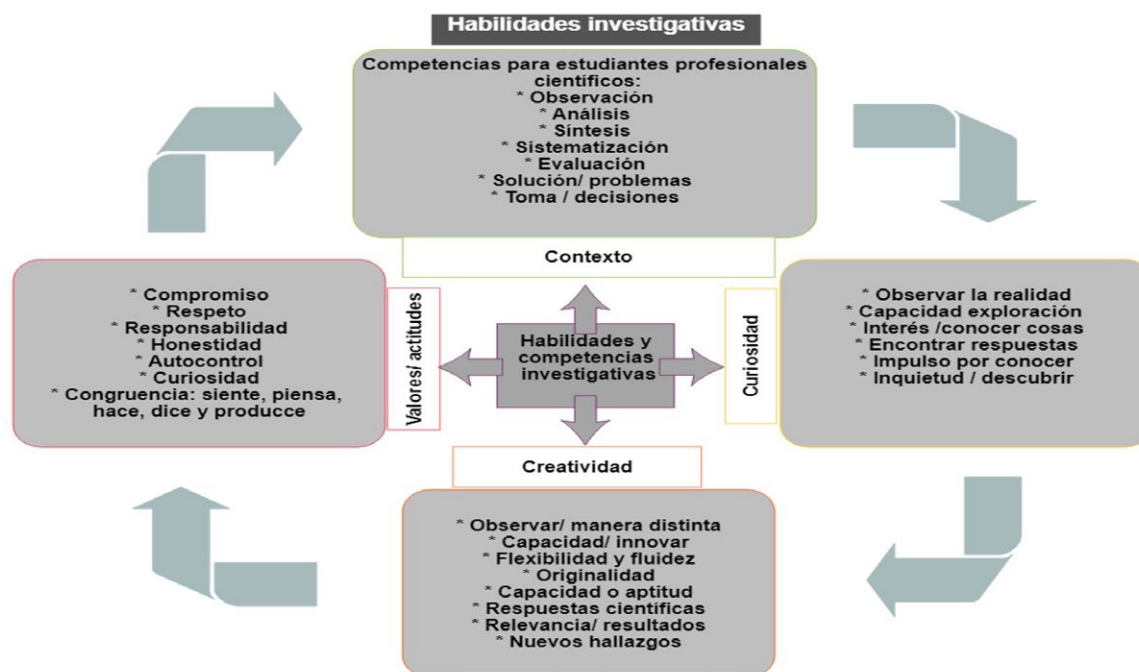 Habilidades investigativas
Competencias para estudiantes profesionales
científicos:
* Observación
* Análisis
* Síntesis
* Sistematización
* Evaluación
* Solución/ problemas
* Toma / decisiones
Contexto
* Compromiso
* Respeto
* Responsabilidad
* Honestidad
* Autocontrol
* Curiosidad
* Congruencia: siente, piensa,
hace, dice y producce
Valores/ actitudes
Habilidades y
competencias
investigativas
Curiosidad
* Observar la realidad
* Capacidad exploración
* Interés /conocer cosas
* Encontrar respuestas
* Impulso por conocer
* Inquietud / descubrir
Creatividad
* Observar/ manera distinta
* Capacidad/ innovar
* Flexibilidad y fluidez
* Originalidad
* Capacidad o aptitud
* Respuestas científicas
* Relevancia/ resultados
* Nuevos hallazgos